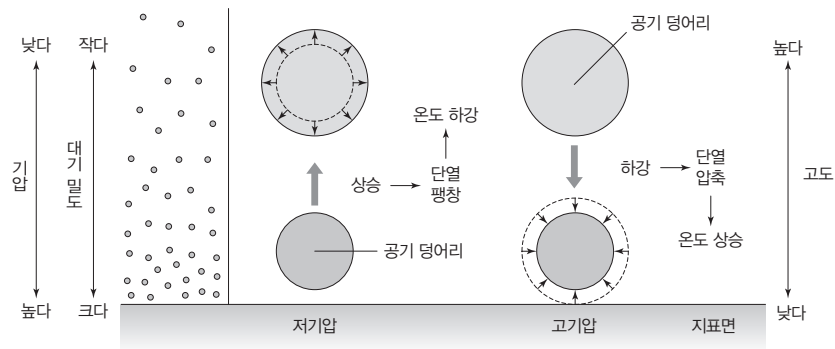 낮다
작다
기압
대기 밀도
높다
크다
공기 덩어리
상승
단열
팽창
온도 하강
저기압
공기 덩어리
하강
단열
압축
온도 상승
고기압
지표면
높다
고도
낮다